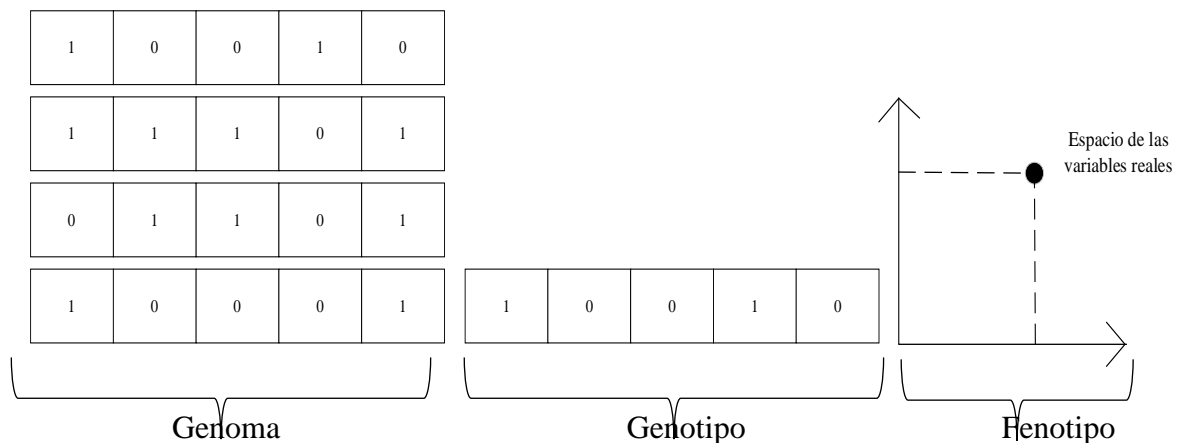 1 0 0 1 0
1 1 1 0 1
0 1 1 0 1
1 0 0 0 1
1 0 0 1 0
Espacio de las
variables reales
Genoma
Genotipo
Fenotipo